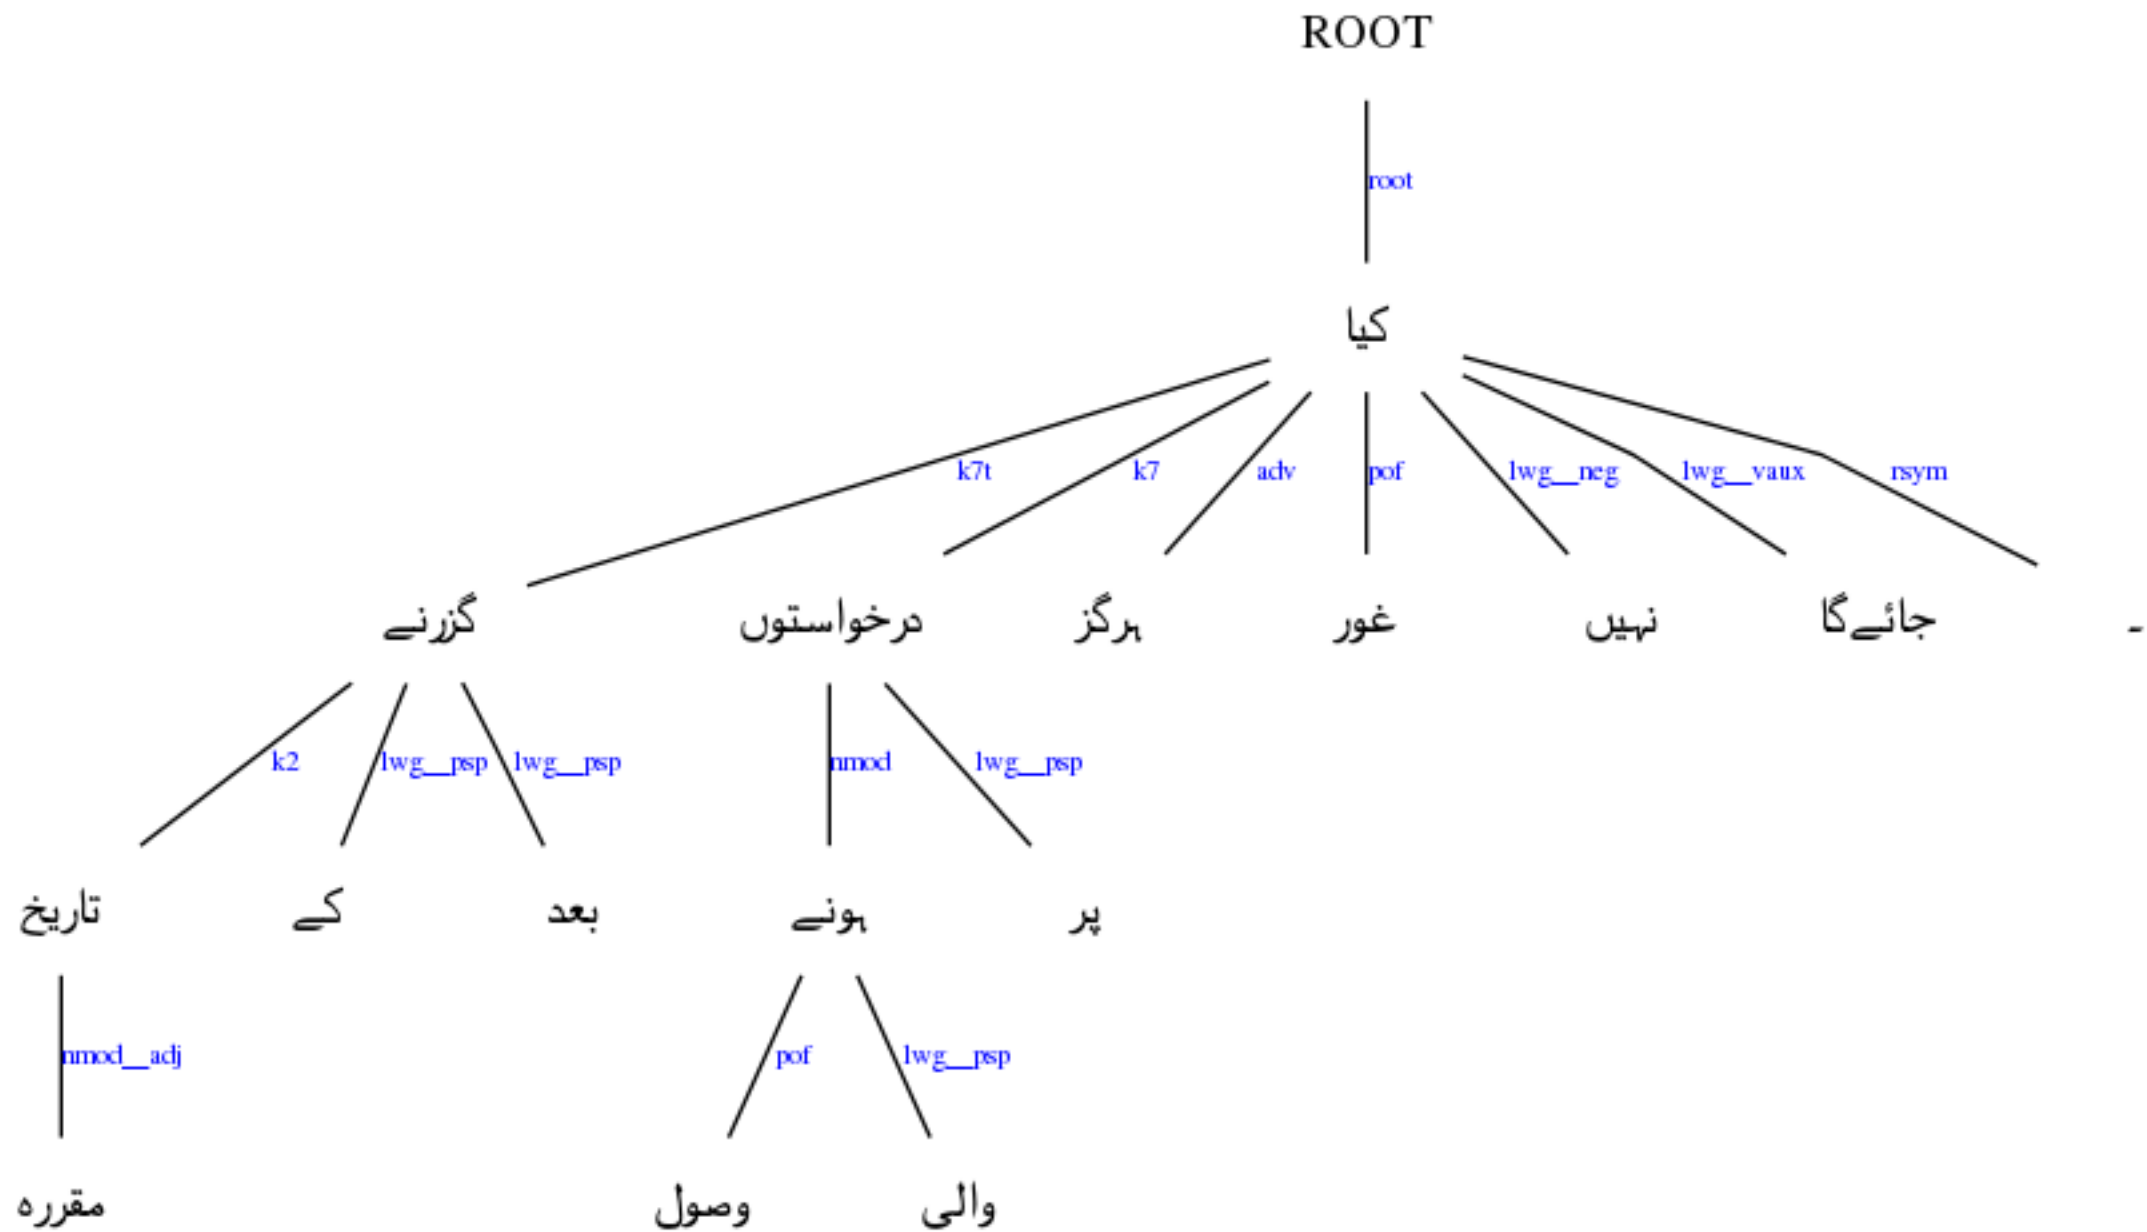 ROOT
root
کیا
k7t k7 adv pof lwg__neg lwg__vaux rsym
گزرنے درخواستوں ہرگز غور نہیں جائےگا ۔
k2 lwg__psp lwg__psp nmod lwg__psp
تاریخ کے بعد ہونے پر
nmod__adj pof lwg__psp
مقررہ وصول والی